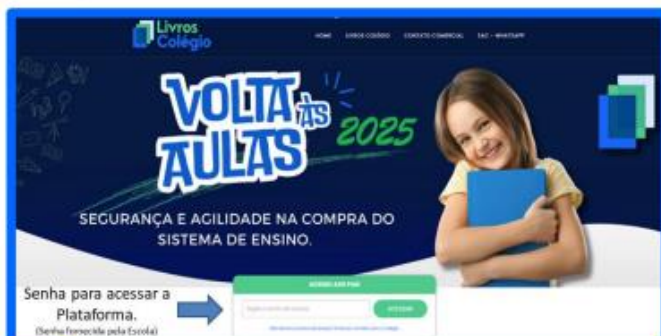 Livros
Colégio
HOME LIVROS COLÉGIO CONTATO COMERCIAL SAC - WHATSAPP
VOLTA ÀS
AULAS
2025
SEGURANÇA E AGILIDADE NA COMPRA DO
SISTEMA DE ENSINO.
Senha para acessar a
Plataforma.
(Senha fornecida pela Escola)
ACESSAR